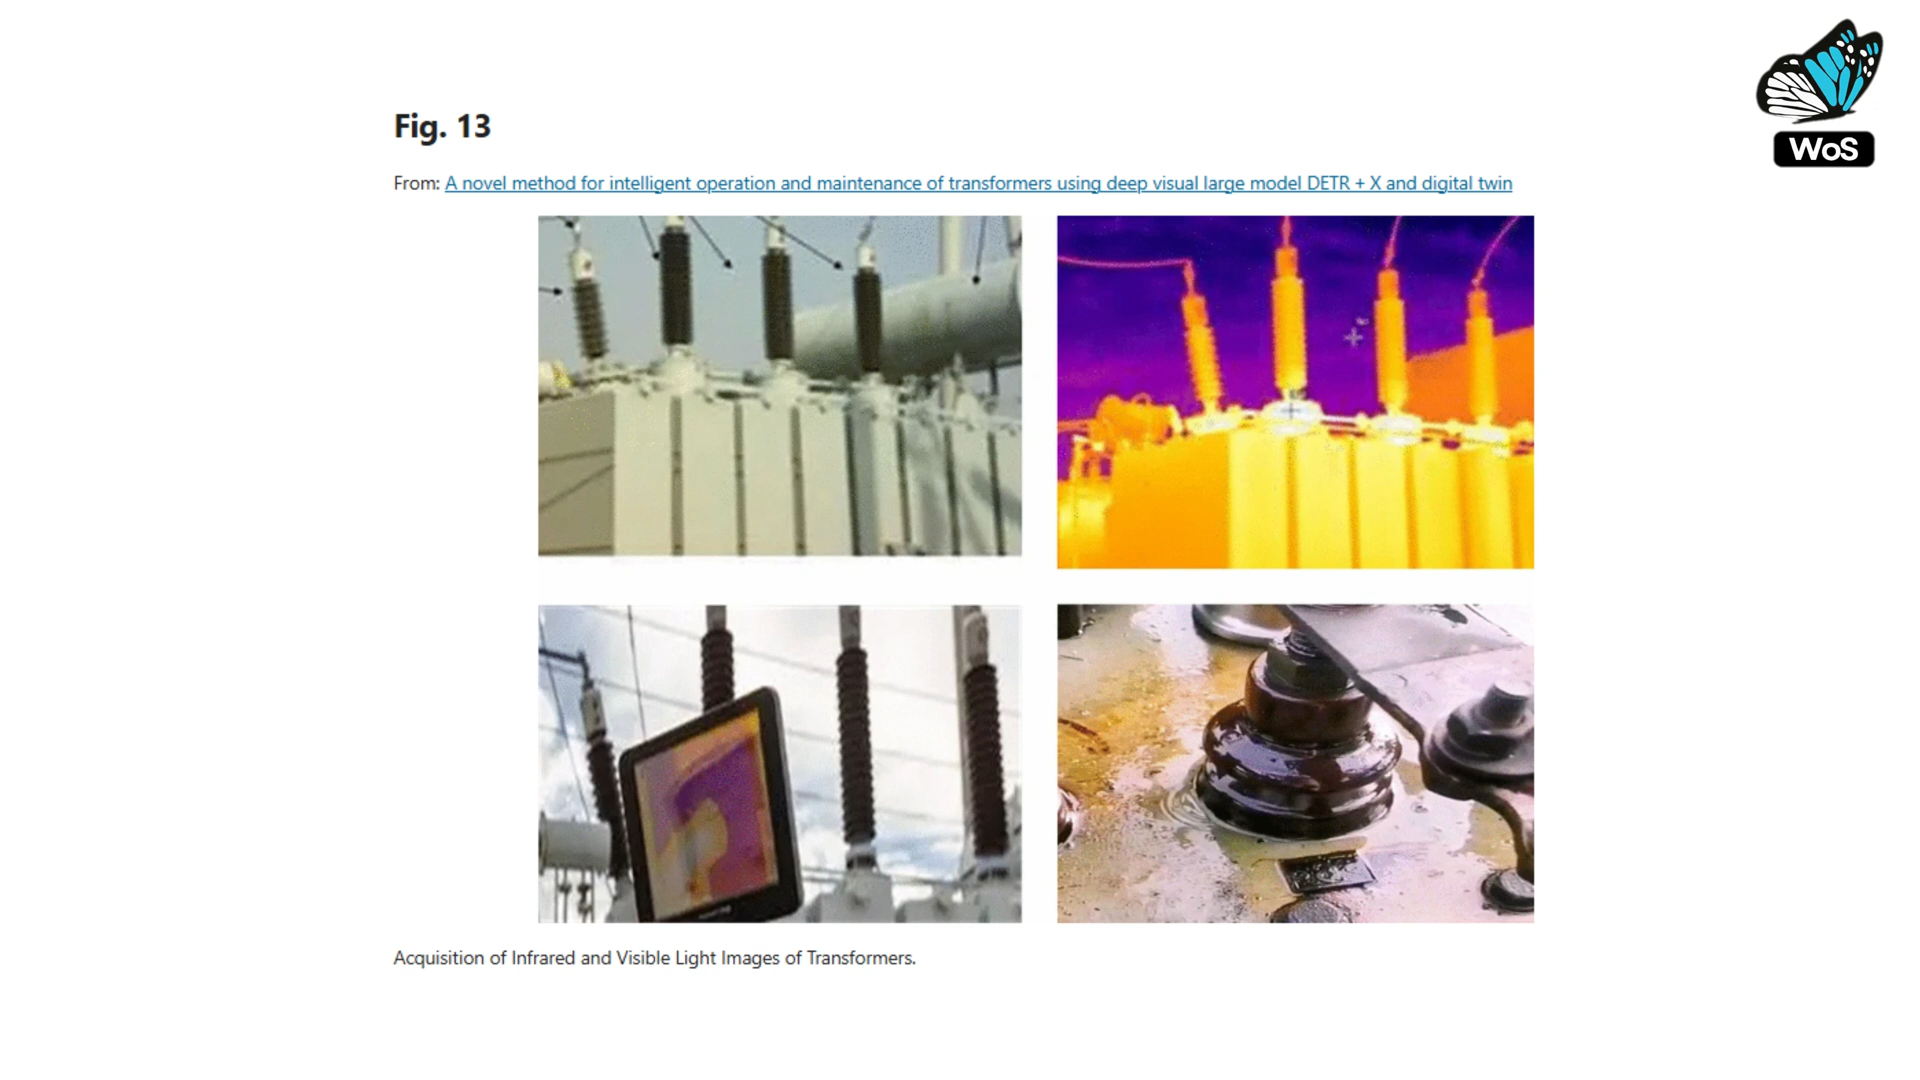 WoS
Fig. 13
From: A novel method for intelligent operation and maintenance of transformers using deep visual large model DETR + X and digital twin
Acquisition of Infrared and Visible Light Images of Transformers.